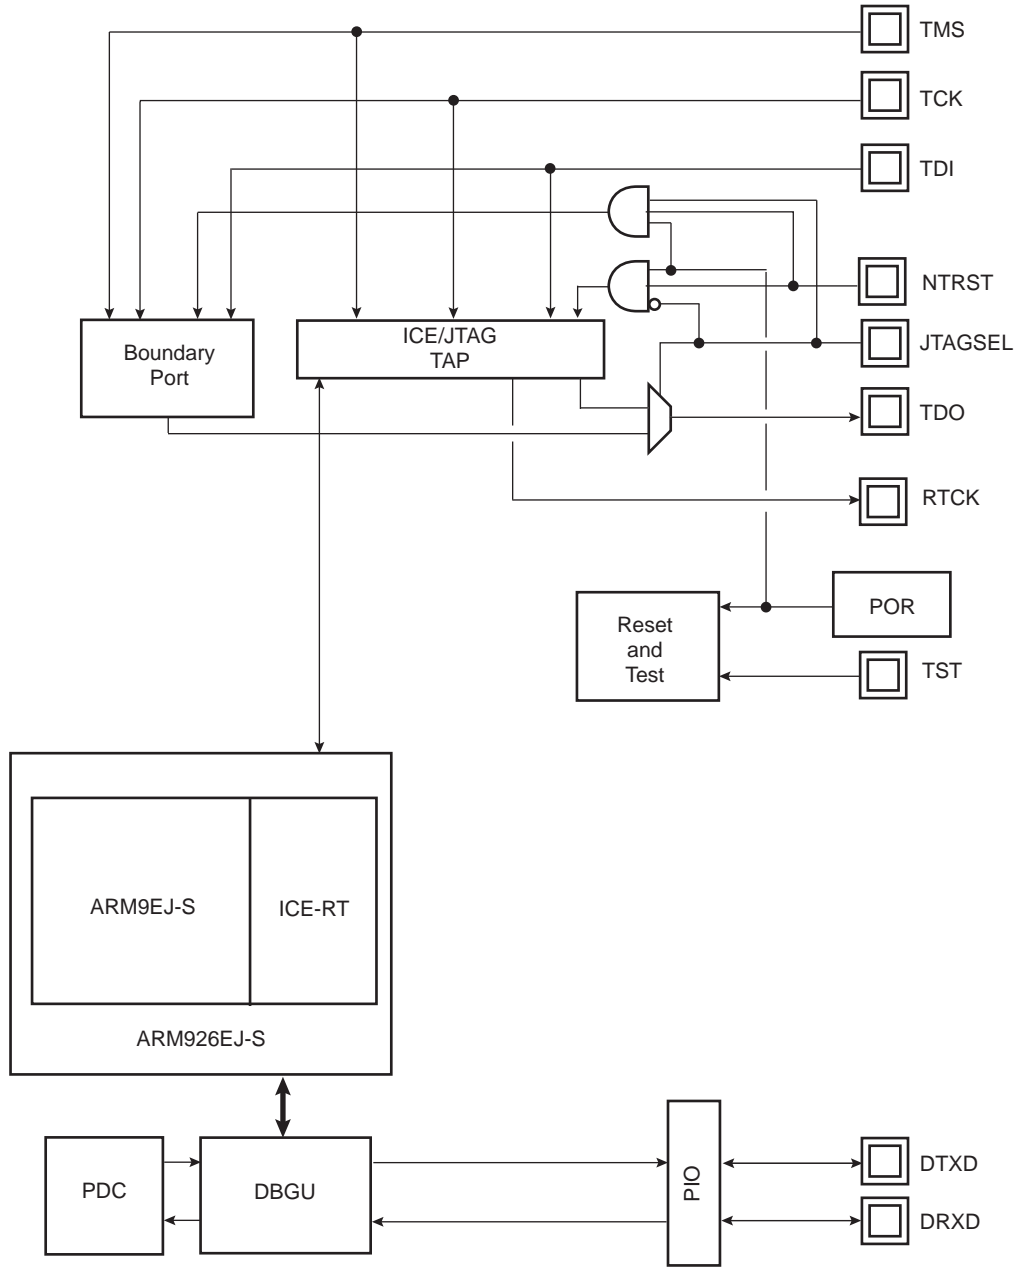 TMS
TCK
TDI
NTRST
JTAGSEL
TDO
RTCK
Boundary
Port
ICE/JTAG
TAP
POR
Reset
and
Test
TST
ARM9EJ-S
ICE-RT
ARM926EJ-S
PDC
DBGU
PIO
DTXD
DRXD